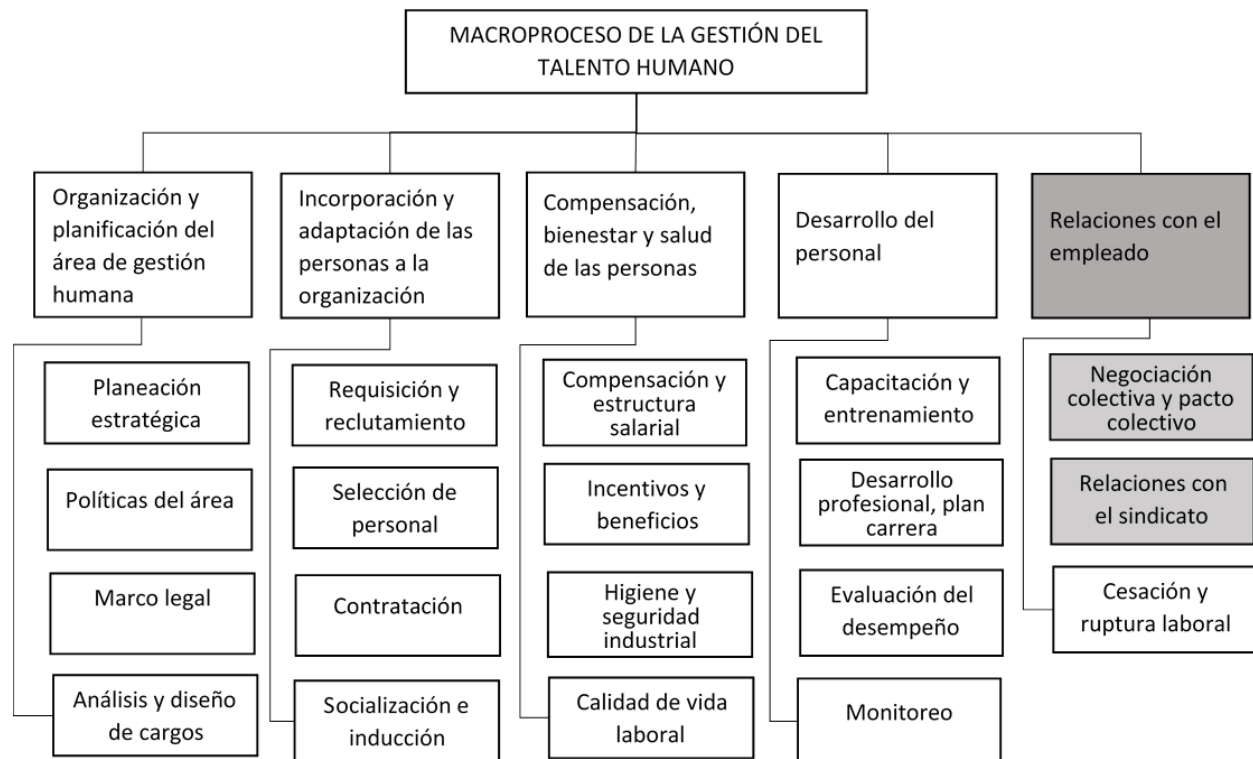 MACROPROCESO DE LA GESTIÓN DEL
TALENTO HUMANO
Organización y
planificación del
área de gestión
humana
Planeación
estratégica
Políticas del área
Marco legal
Análisis y diseño
de cargos
Incorporación y
adaptación de las
personas a la
organización
Requisición y
reclutamiento
Selección de
personal
Contratación
Socialización e
inducción
Compensación,
bienestar y salud
de las personas
Compensación y
estructura
salarial
Incentivos y
beneficios
Higiene y
seguridad
industrial
Calidad de vida
laboral
Desarrollo del
personal
Capacitación y
entrenamiento
Desarrollo
profesional, plan
carrera
Evaluación del
desempeño
Monitoreo
Relaciones con el
empleado
Negociación
colectiva y pacto
colectivo
Relaciones con
el sindicato
Cesación y
ruptura laboral